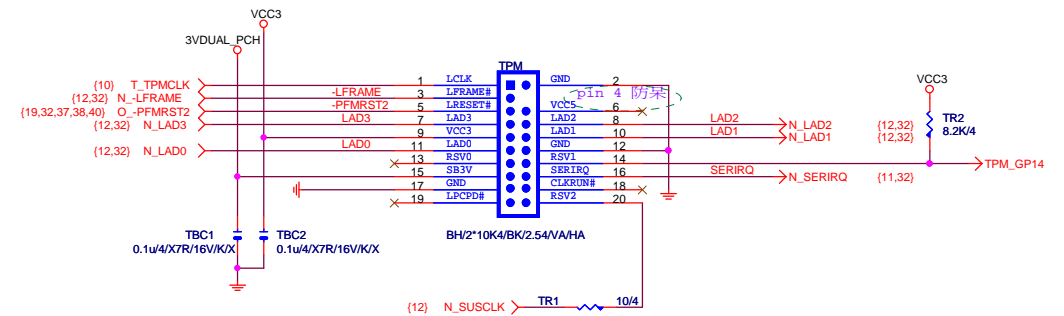 VCC3
3VDUAL_PCH
TPM
{10} T_TPMCLK 1 LCLK GND 2
{12,32} N_-LFRAME -LFRAME 3 LFRAME# pin 4 防呆
{19,32,37,38,40} O_-PFMRST2 -PFMRST2 5 LRESET# VCC5 6
{12,32} N_LAD3 LAD3 7 LAD3 LAD2 8 LAD2 N_LAD2 {12,32}
9 VCC3 LAD1 10 LAD1 N_LAD1 {12,32}
{12,32} N_LAD0 LAD0 11 LAD0 GND 12
13 RSV0 RSV1 14 TPM_GP14
15 SB3V SERIRQ 16 SERIRQ N_SERIRQ {11,32}
17 GND CLKRUN# 18
19 LPCPD# RSV2 20
VCC3
TR2
8.2K/4
TBC1
0.1u/4/X7R/16V/K/X
TBC2
0.1u/4/X7R/16V/K/X
BH/2*10K4/BK/2.54/VA/HA
{12} N_SUSCLK TR1 10/4